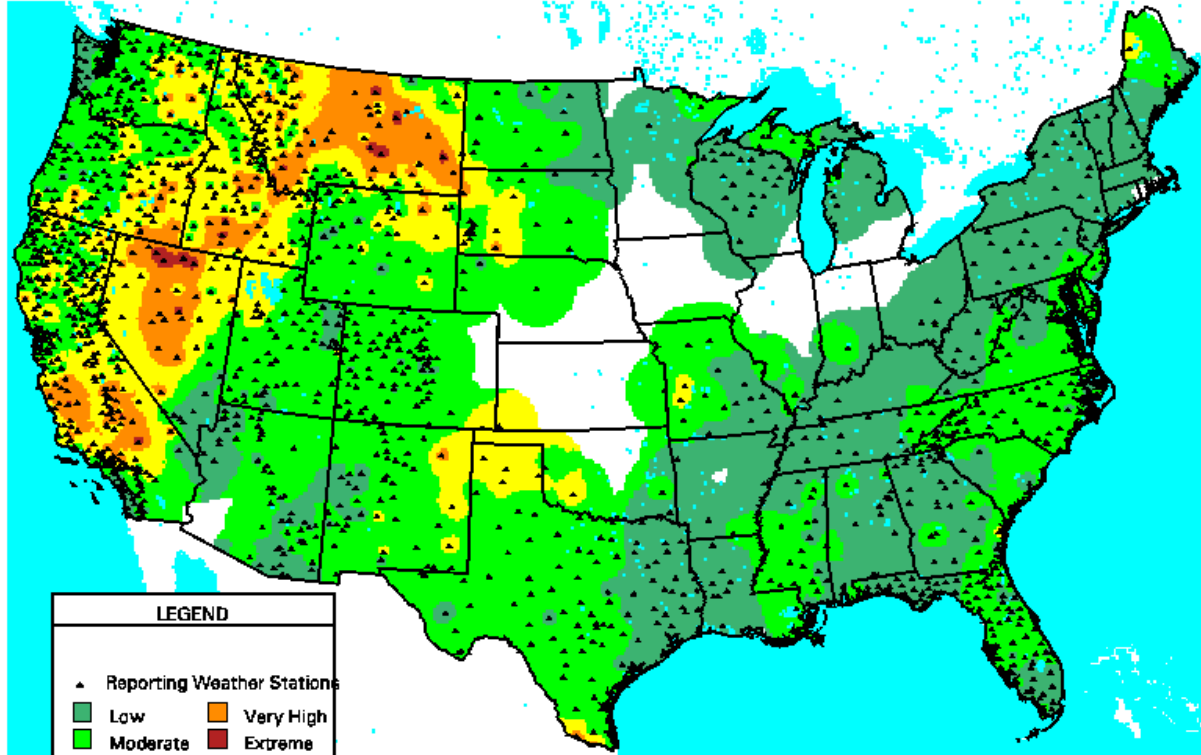 LEGEND
Reporting Weather Stations
Low
Very High
Moderate
Extreme